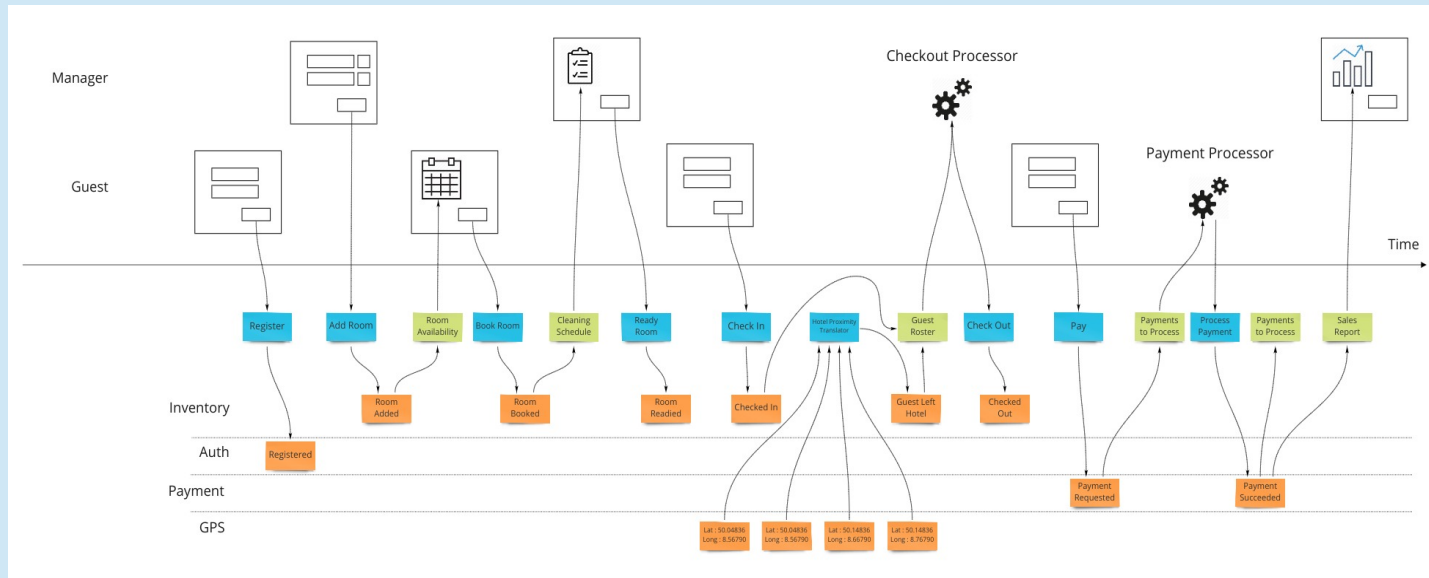 Manager
Checkout Processor
Payment Processor
Guest
Time
Register
Add Room
Room
Availability
Book Room
Cleaning
Schedule
Ready
Room
Check In
Hotel Proximity
Translator
Guest
Roster
Check Out
Pay
Payments
to Process
Process
Payment
Payments
to Process
Sales
Report
Inventory
Room
Added
Room
Booked
Room
Readied
Checked In
Guest Left
Hotel
Checked
Out
Auth
Registered
Payment
Payment
Requested
Payment
Succeeded
GPS
Lat : 50.04836
Long : 8.56790
Lat : 50.04836
Long : 8.56790
Lat : 50.14836
Long : 8.66790
Lat : 50.14836
Long : 8.76790